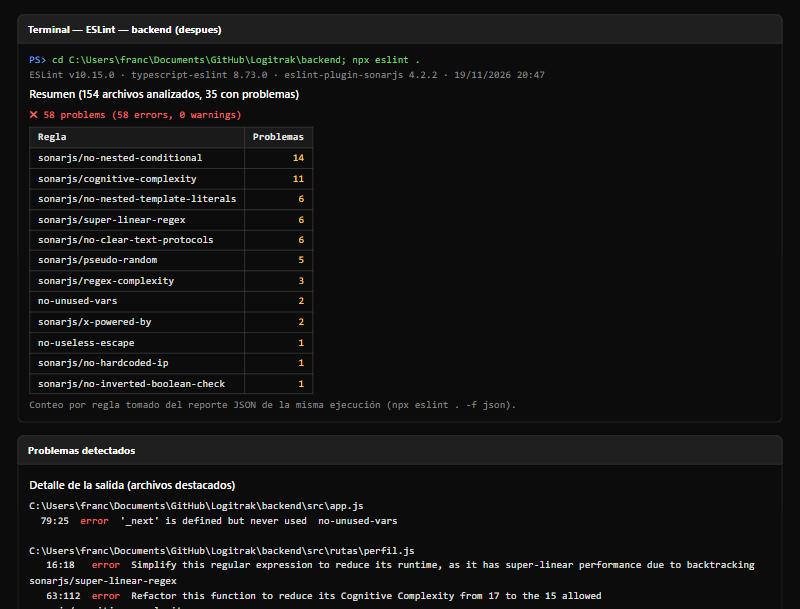 Terminal — ESLint — backend (despues)
PS> cd C:\Users\franc\Documents\GitHub\Logitrak\backend; npx eslint .
ESLint v10.15.0 · typescript-eslint 8.73.0 · eslint-plugin-sonarjs 4.2.2 · 19/11/2026 20:47
Resumen (154 archivos analizados, 35 con problemas)
❌ 58 problems (58 errors, 0 warnings)
Regla Problemas
sonarjs/no-nested-conditional 14
sonarjs/cognitive-complexity 11
sonarjs/no-nested-template-literals 6
sonarjs/super-linear-regex 6
sonarjs/no-clear-text-protocols 6
sonarjs/pseudo-random 5
sonarjs/regex-complexity 3
no-unused-vars 2
sonarjs/x-powered-by 2
no-useless-escape 1
sonarjs/no-hardcoded-ip 1
sonarjs/no-inverted-boolean-check 1
Conteo por regla tomado del reporte JSON de la misma ejecución (npx eslint . -f json).
Problemas detectados
Detalle de la salida (archivos destacados)
C:\Users\franc\Documents\GitHub\Logitrak\backend\src\app.js
79:25 error '_next' is defined but never used no-unused-vars
C:\Users\franc\Documents\GitHub\Logitrak\backend\src\rutas\perfil.js
16:18 error Simplify this regular expression to reduce its runtime, as it has super-linear performance due to backtracking
sonarjs/super-linear-regex
63:112 error Refactor this function to reduce its Cognitive Complexity from 17 to the 15 allowed